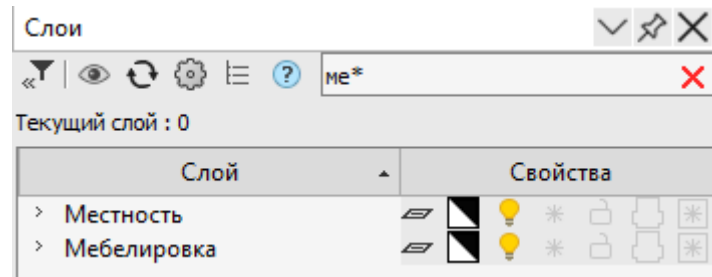 Слои
ме*
Текущий слой : 0
Слой Свойства
Местность
Мебелировка